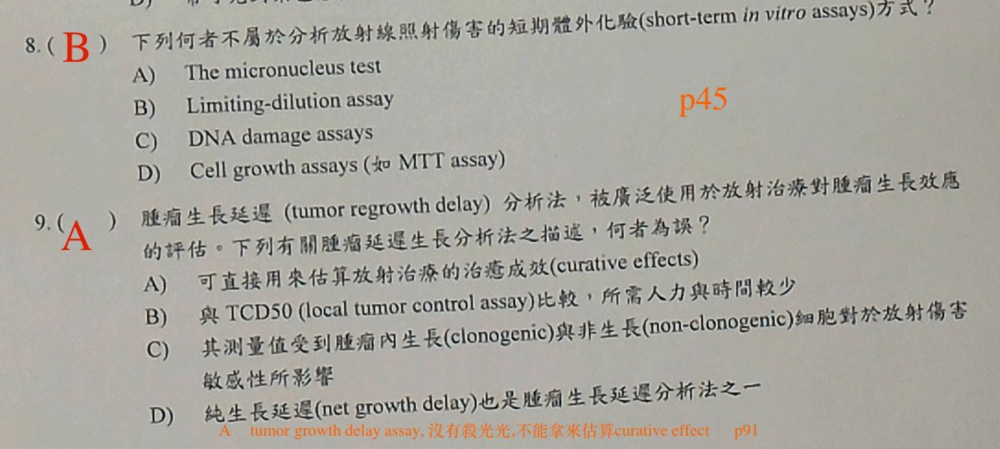 8. ( B ) 下列何者不屬於分析放射線照射傷害的短期體外化驗(short-term in vitro assays)方式?
A) The micronucleus test
B) Limiting-dilution assay
p45
C) DNA damage assays
D) Cell growth assays (如 MTT assay)
9. ( A ) 腫瘤生長延遲 (tumor regrowth delay) 分析法,被廣泛使用於放射治療對腫瘤生長效應
的評估。下列有關腫瘤延遲生長分析法之描述,何者為誤?
A) 可直接用來估算放射治療的治癒成效(curative effects)
B) 與 TCD50 (local tumor control assay)比較,所需人力與時間較少
C) 其測量值受到腫瘤內生長(clonogenic)與非生長(non-clonogenic)細胞對於放射傷害
敏感性所影響
D) 純生長延遲(net growth delay)也是腫瘤生長延遲分析法之一
A tumor growth delay assay, 沒有殺光光,不能拿來估算curative effect p91